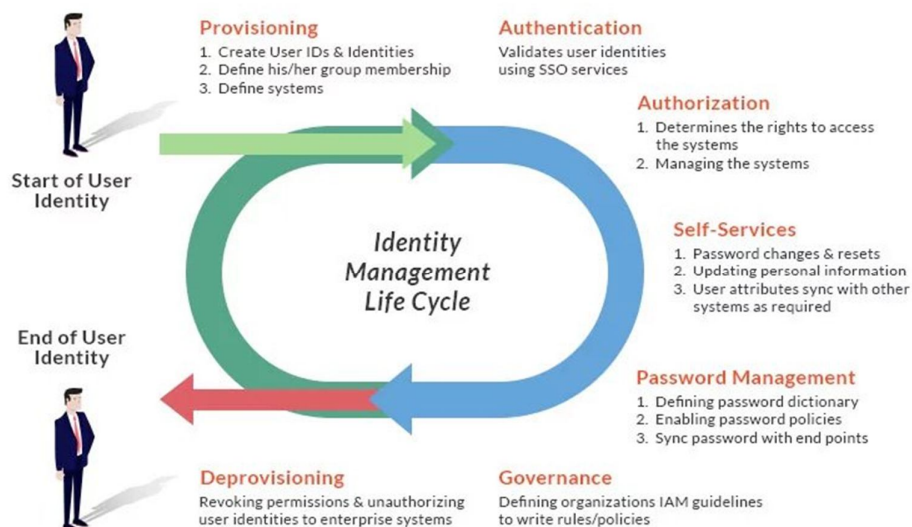 Provisioning
1. Create User IDs & Identities
2. Define his/her group membership
3. Define systems
Authentication
Validates user identities
using SSO services
Authorization
1. Determines the rights to access
the systems
2. Managing the systems
Start of User
Identity
Identity
Management
Life Cycle
Self-Services
1. Password changes & resets
2. Updating personal information
3. User attributes sync with other
systems as required
End of User
Identity
Password Management
1. Defining password dictionary
2. Enabling password policies
3. Sync password with end points
Deprovisioning
Revoking permissions & unauthorizing
user identities to enterprise systems
Governance
Defining organizations IAM guidelines
to write rules/policies